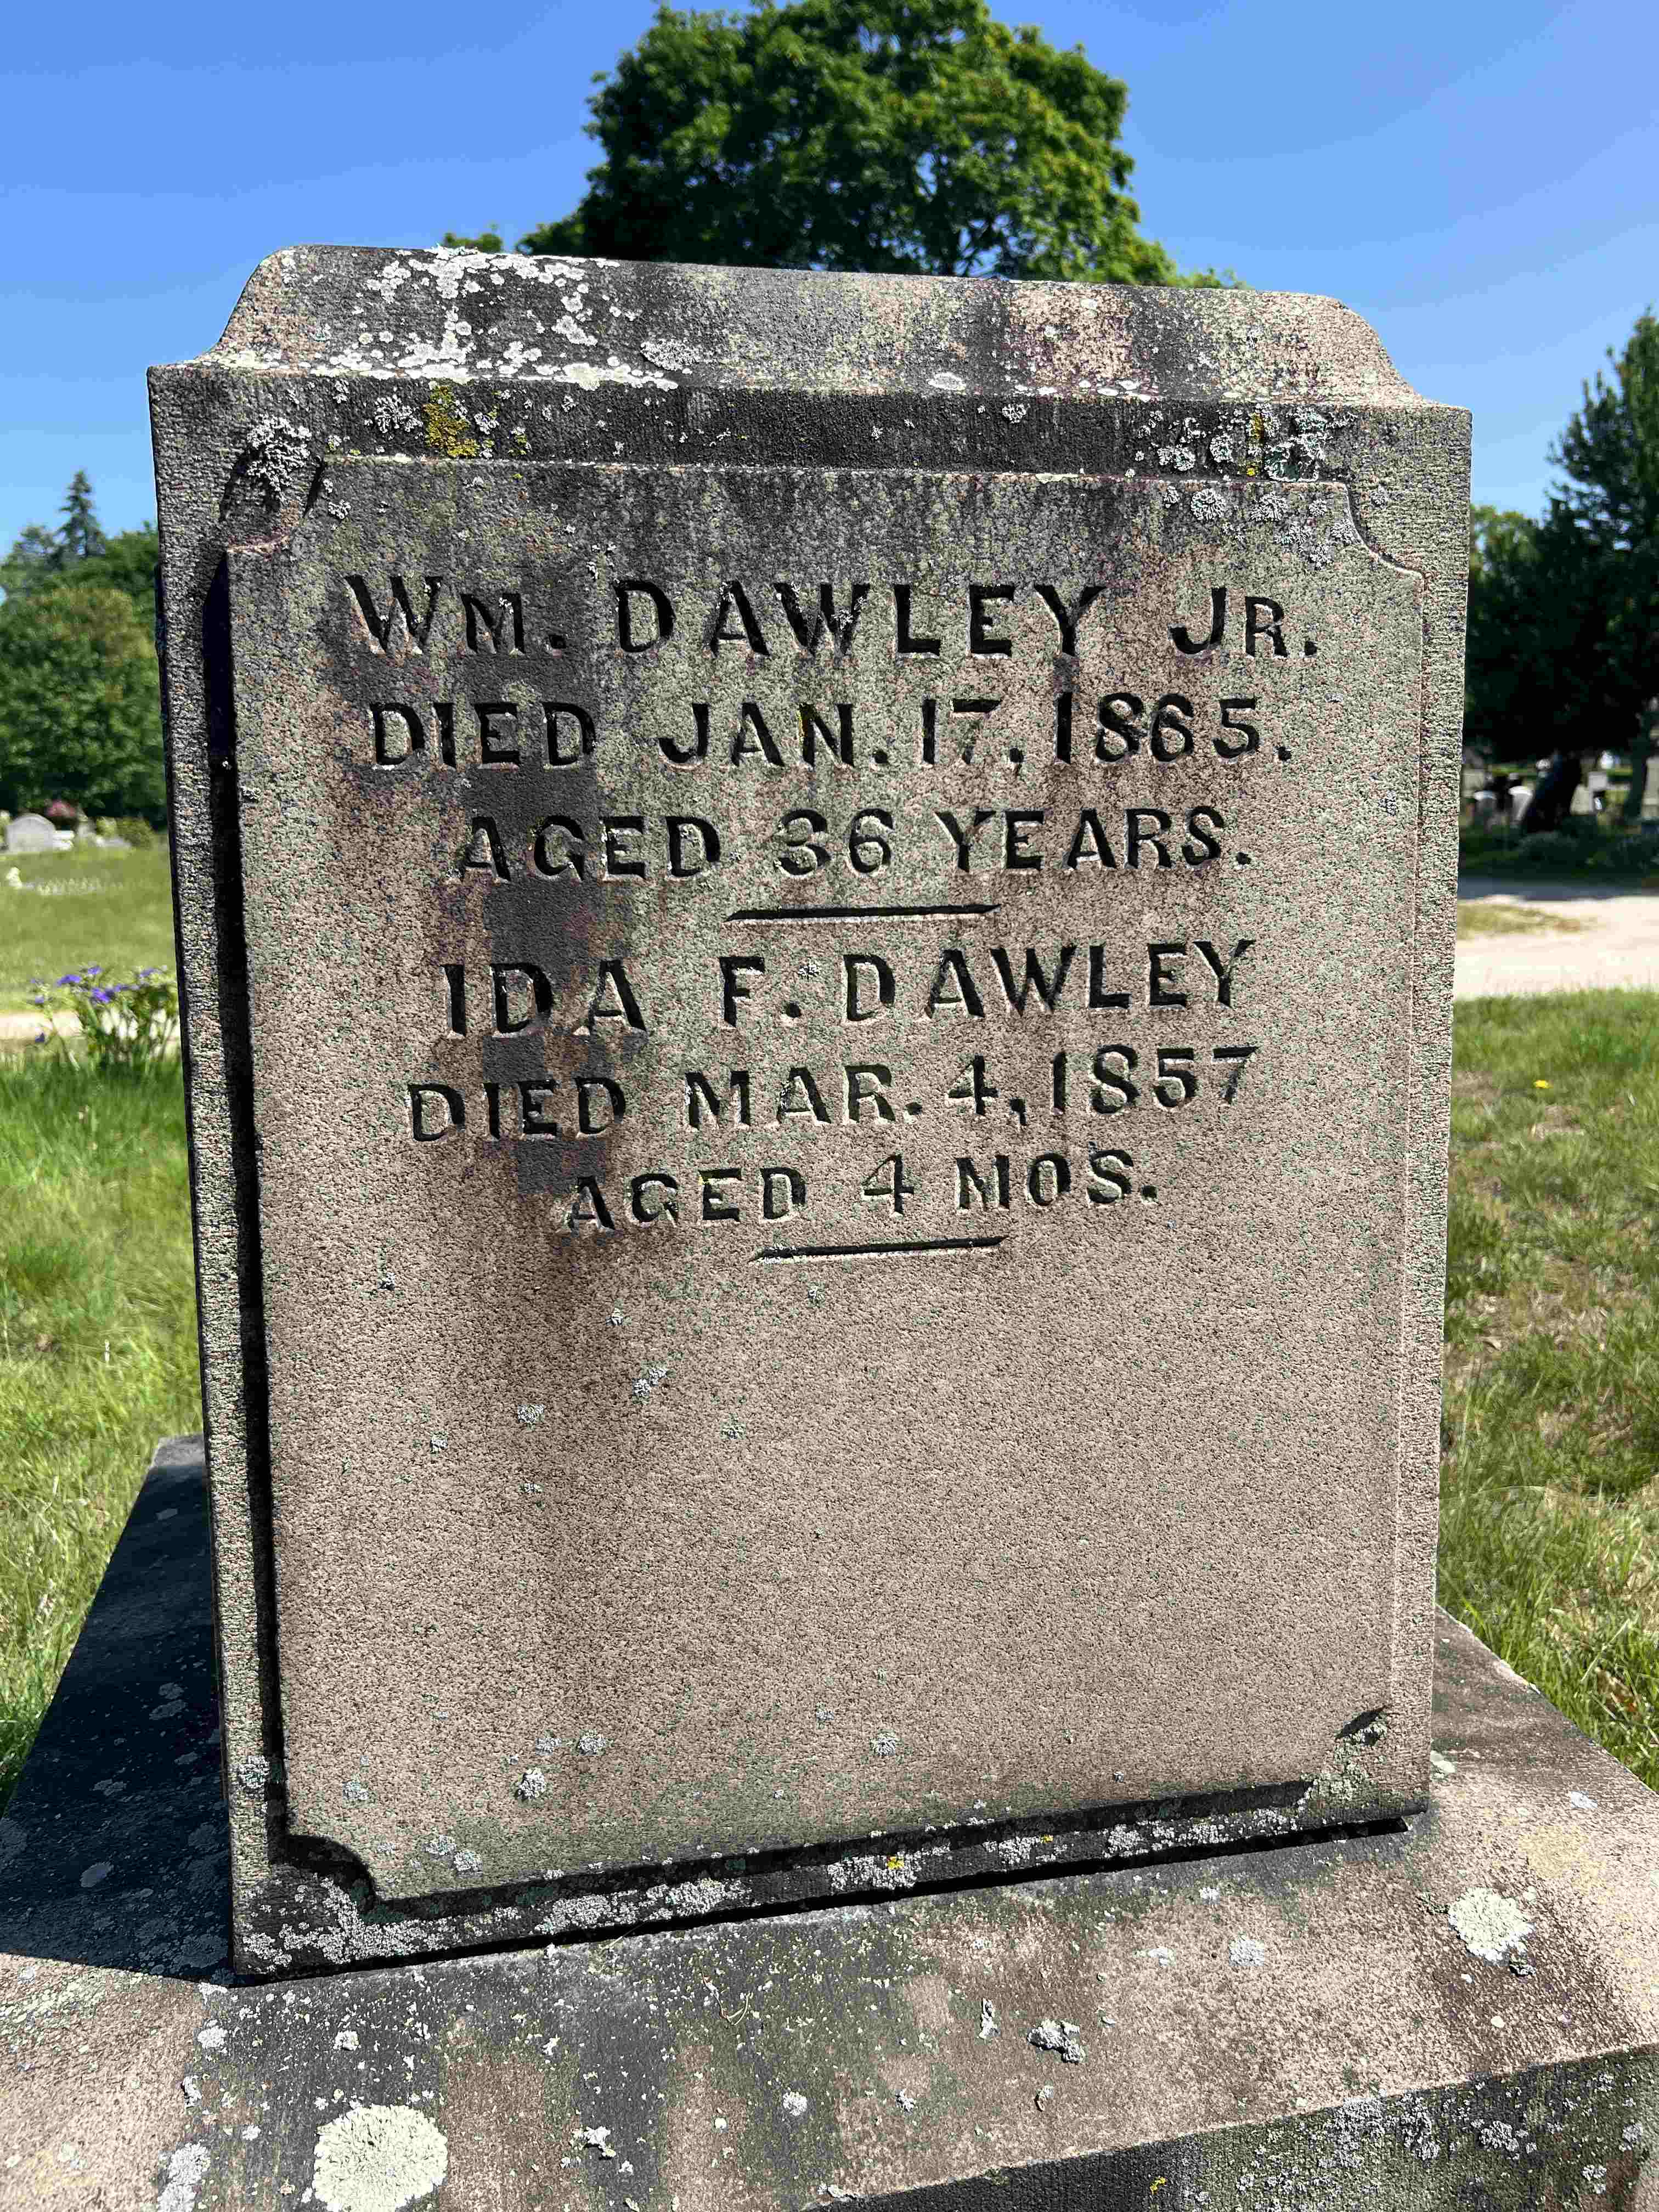 WM. DAWLEY JR.
DIED JAN. 17, 1865.
AGED 36 YEARS.
IDA F. DAWLEY
DIED MAR. 4, 1857
AGED 4 MOS.